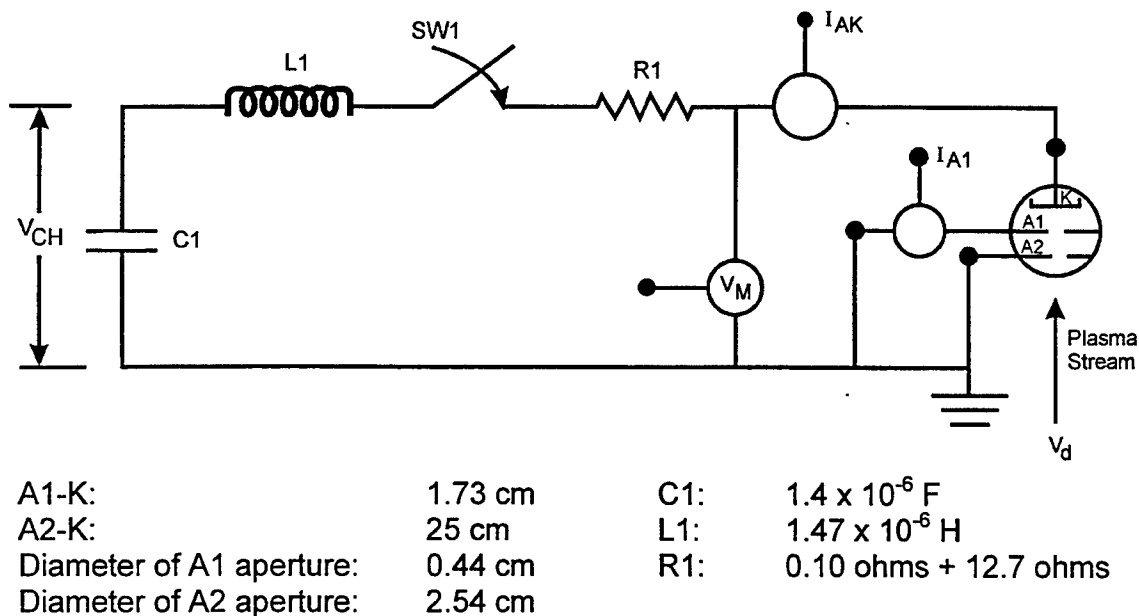 I_AK
SW1
L1
R1
I_A1
V_CH
C1
K
A1
A2
V_M
Plasma
Stream
V_d
A1-K: 1.73 cm C1: 1.4 x 10^-6 F
A2-K: 25 cm L1: 1.47 x 10^-6 H
Diameter of A1 aperture: 0.44 cm R1: 0.10 ohms + 12.7 ohms
Diameter of A2 aperture: 2.54 cm